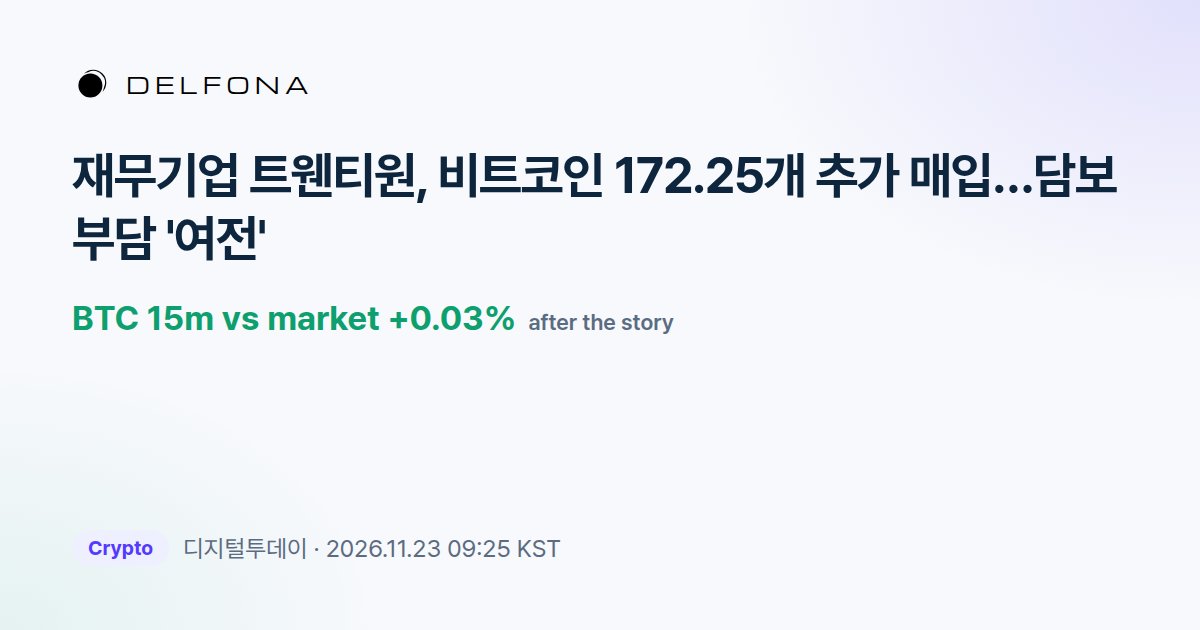 DELFONA
재무기업 트웬티원, 비트코인 172.25개 추가 매입...담보
부담 '여전'
BTC 15m vs market +0.03% after the story
Crypto 디지털투데이 · 2026.11.23 09:25 KST